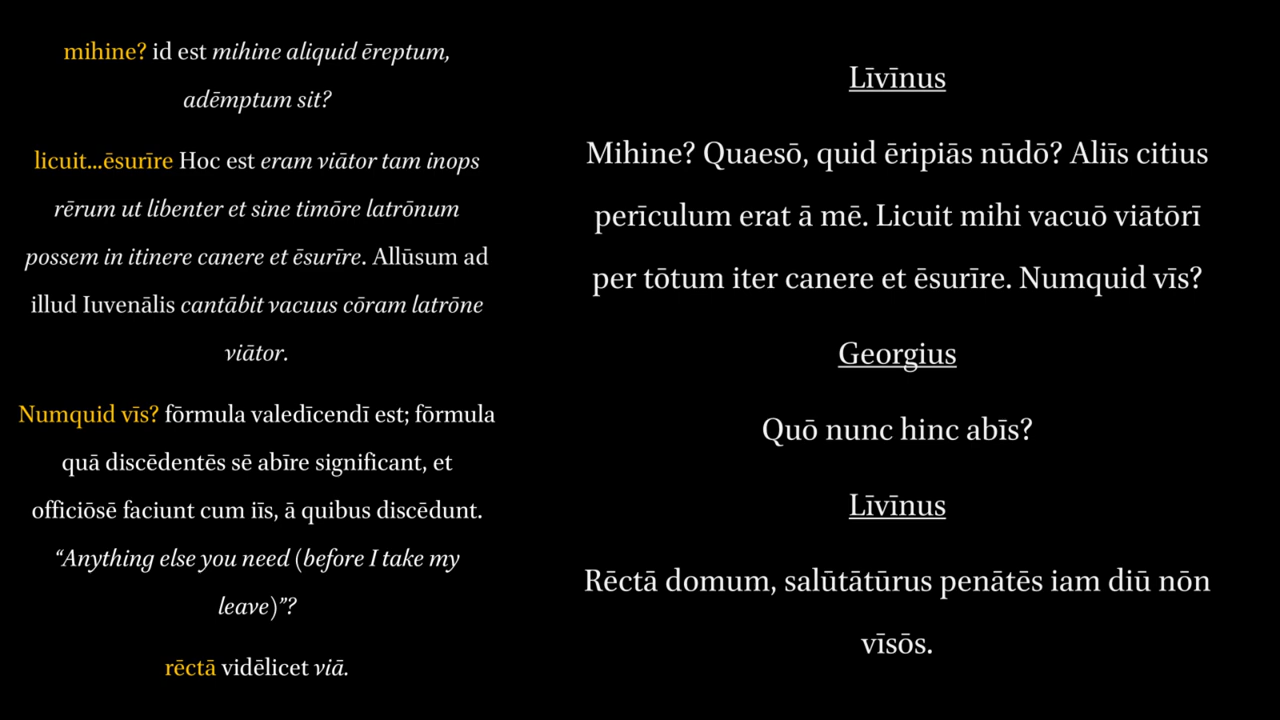 mihine? id est mihine aliquid ēreptum,
adēmptum sit?
licuit...ēsurīre Hoc est eram viātor tam inops
rērum ut libenter et sine timōre latrōnum
possem in itinere canere et ēsurīre. Allūsum ad
illud Iuvenālis cantābit vacuus cōram latrōne
viātor.
Numquid vīs? fōrmula valedīcendī est; fōrmula
quā discēdentēs sē abīre significant, et
officiōsē faciunt cum iīs, ā quibus discēdunt.
“Anything else you need (before I take my
leave)”?
rēctā vidēlicet viā.
Līvīnus
Mihine? Quaesō, quid ēripiās nūdō? Aliīs citius
perīculum erat ā mē. Licuit mihi vacuō viātōrī
per tōtum iter canere et ēsurīre. Numquid vīs?
Georgius
Quō nunc hinc abīs?
Līvīnus
Rēctā domum, salūtātūrus penātēs iam diū nōn
vīsōs.